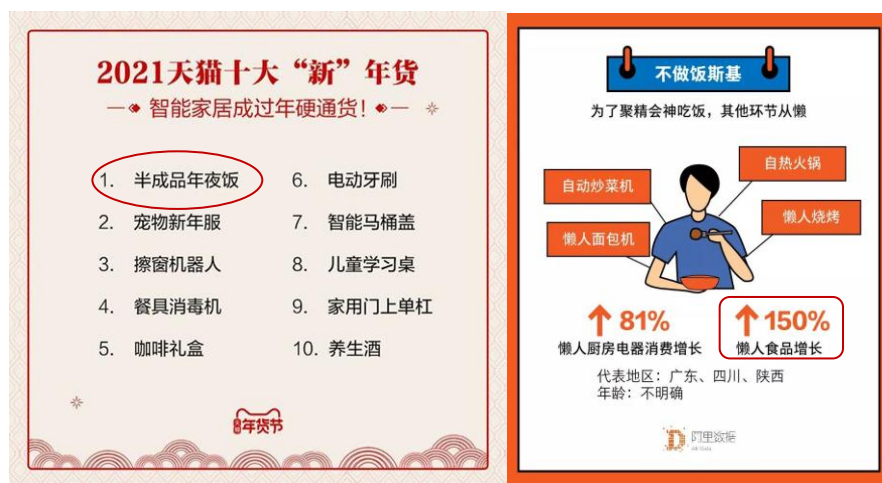 2021天猫十大“新”年货
智能家居成过年硬通货！
1. 半成品年夜饭
2. 宠物新年服
3. 擦窗机器人
4. 餐具消毒机
5. 咖啡礼盒
6. 电动牙刷
7. 智能马桶盖
8. 儿童学习桌
9. 家用门上单杠
10. 养生酒
年货节
不做饭斯基
为了聚精会神吃饭，其他环节从懒
自动炒菜机
懒人面包机
自热火锅
懒人烧烤
81%
懒人厨房电器消费增长
150%
懒人食品增长
代表地区：广东、四川、陕西
年龄：不明确
阿里数据